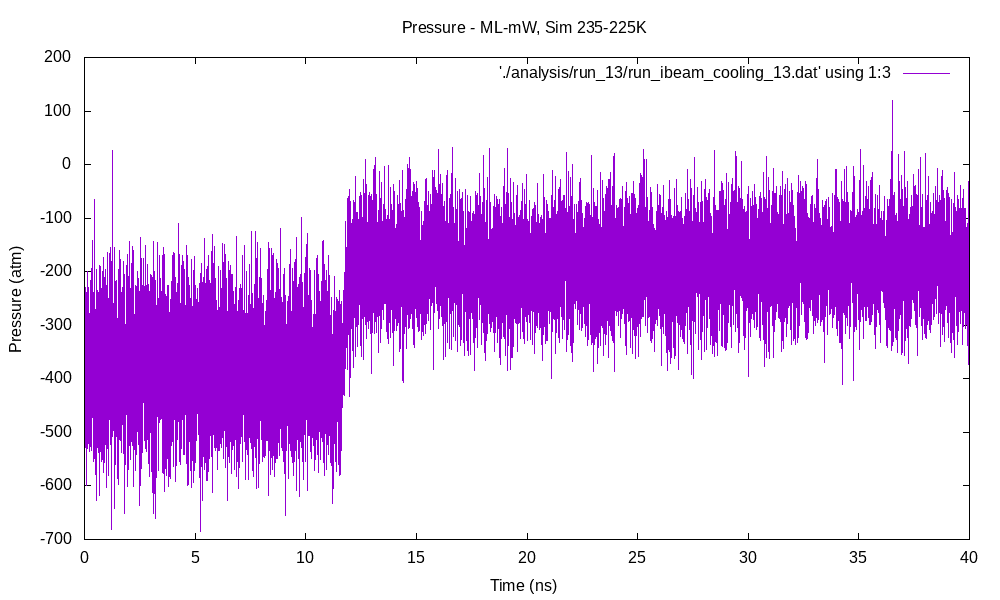 Pressure - ML-mW, Sim 235-225K
'./analysis/run_13/run_ibeam_cooling_13.dat' using 1:3
200
100
0
-100
-200
-300
-400
-500
-600
-700
Pressure (atm)
0 5 10 15 20 25 30 35 40
Time (ns)